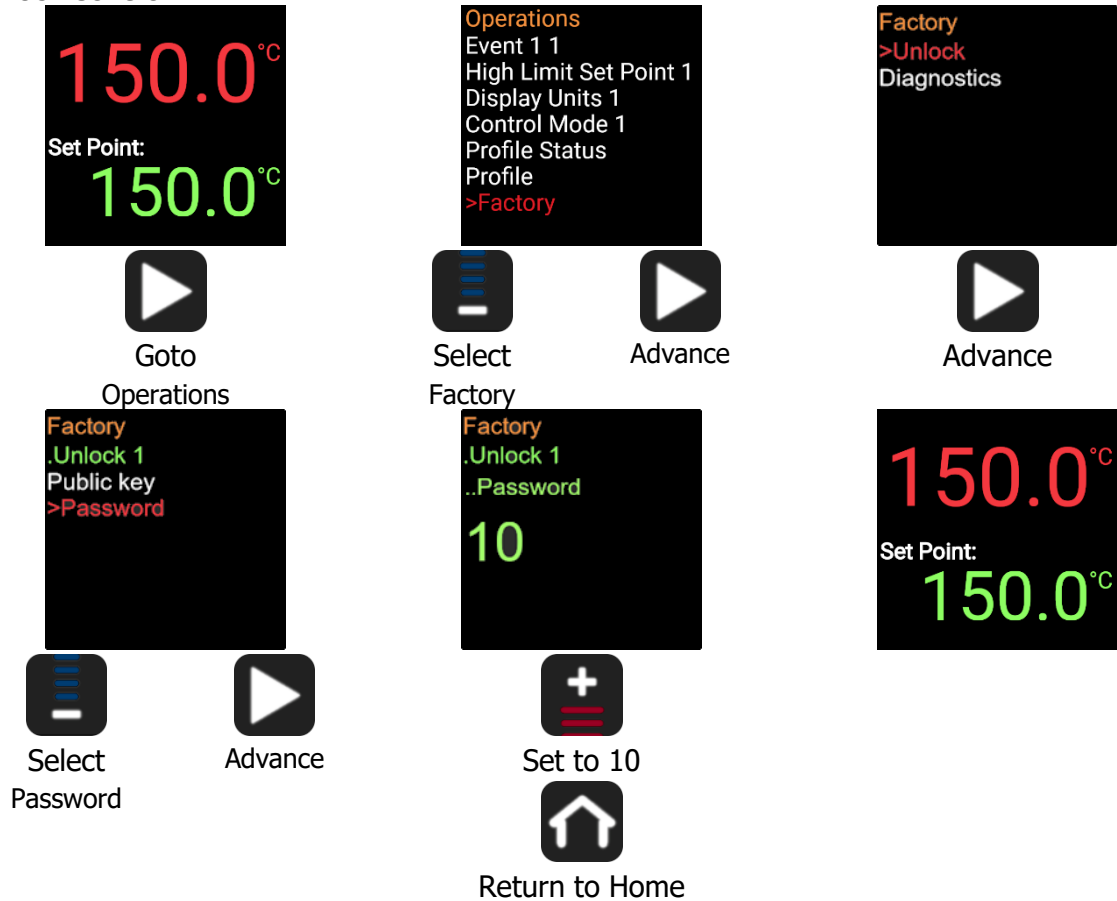 150.0°C
Set Point:
150.0°C
Goto
Operations
Operations
Event 1 1
High Limit Set Point 1
Display Units 1
Control Mode 1
Profile Status
Profile
>Factory
Select
Factory
Advance
Factory
>Unlock
Diagnostics
Advance
Factory
.Unlock 1
Public key
>Password
Select
Password
Advance
Factory
.Unlock 1
..Password
10
Set to 10
Return to Home
150.0°C
Set Point:
150.0°C